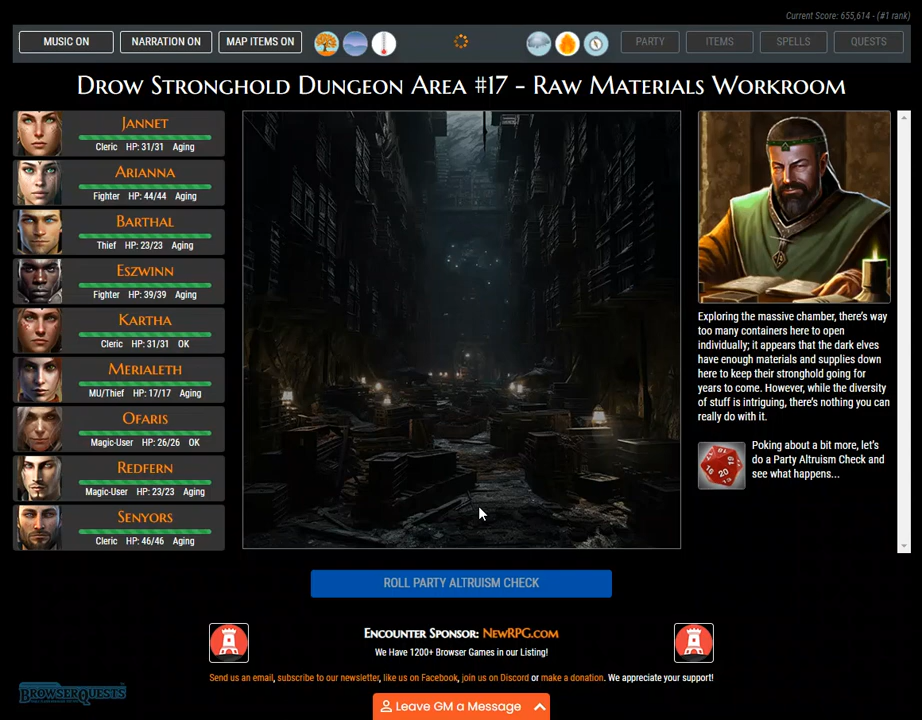 Current Score: 655,614 - (#1 rank)
MUSIC ON
NARRATION ON
MAP ITEMS ON
PARTY
ITEMS
SPELLS
QUESTS
Drow Stronghold Dungeon Area #17 - Raw Materials Workroom
Jannet
Cleric HP: 31/31 Aging
Arianna
Fighter HP: 44/44 Aging
Barthal
Thief HP: 23/23 Aging
Eszwinn
Fighter HP: 39/39 Aging
Kartha
Cleric HP: 31/31 OK
Merialeth
MU/Thief HP: 17/17 Aging
Ofaris
Magic-User HP: 26/26 OK
Redfern
Magic-User HP: 23/23 Aging
Senyors
Cleric HP: 46/46 Aging
Exploring the massive chamber, there's way
too many containers here to open
individually; it appears that the dark elves
have enough materials and supplies down
here to keep their stronghold going for
years to come. However, while the diversity
of stuff is intriguing, there's nothing you can
really do with it.
Poking about a bit more, let's
do a Party Altruism Check and
see what happens...
ROLL PARTY ALTRUISM CHECK
Encounter Sponsor: NewRPG.com
We Have 1200+ Browser Games in our Listing!
Send us an email, subscribe to our newsletter, like us on Facebook, join us on Discord or make a donation. We appreciate your support!
BrowserQuests
Leave GM a Message